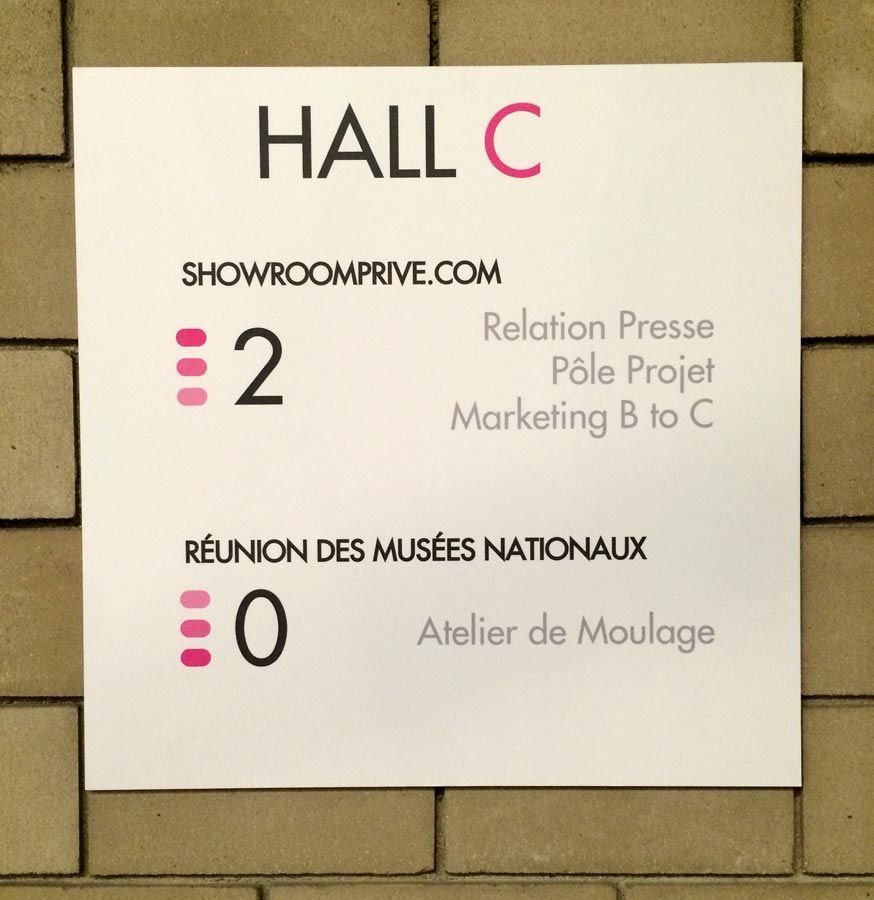 HALL C
SHOWROOMPRIVE.COM
2
Relation Presse
Pôle Projet
Marketing B to C
RÉUNION DES MUSÉES NATIONAUX
0
Atelier de Moulage